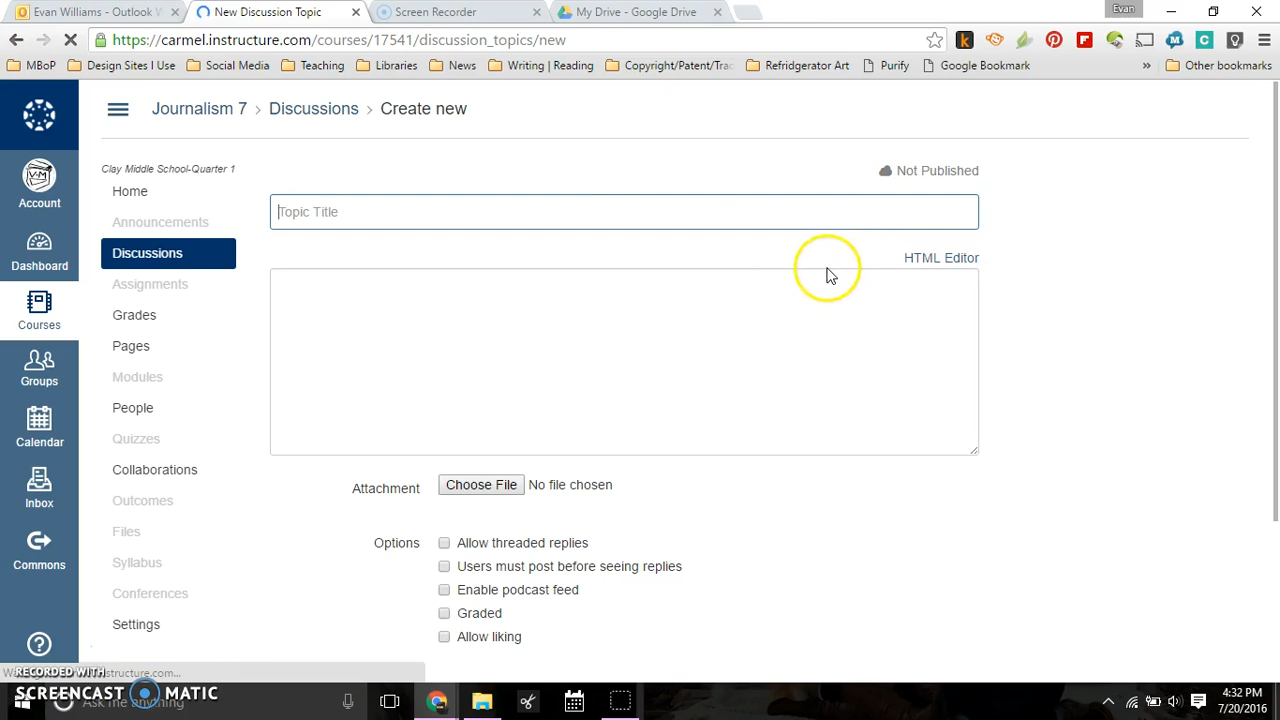 Evan Williams - Outlook
New Discussion Topic
Screen Recorder
My Drive - Google Drive
Evan
https://carmel.instructure.com/courses/17541/discussion_topics/new
MBoP
Design Sites I Use
Social Media
Teaching
Libraries
News
Writing | Reading
Copyright/Patent/Tra
Refridgerator Art
Purify
Google Bookmark
»
Other bookmarks
Journalism 7 > Discussions > Create new
Clay Middle School-Quarter 1
Not Published
Account
Dashboard
Courses
Groups
Calendar
Inbox
Commons
Home
Announcements
Discussions
Assignments
Grades
Pages
Modules
People
Quizzes
Collaborations
Outcomes
Files
Syllabus
Conferences
Settings
Topic Title
HTML Editor
Attachment Choose File No file chosen
Options
Allow threaded replies
Users must post before seeing replies
Enable podcast feed
Graded
Allow liking
structure.com...
RECORDED WITH
SCREENCAST MATIC
Ask me anything
4:32 PM
7/20/2016